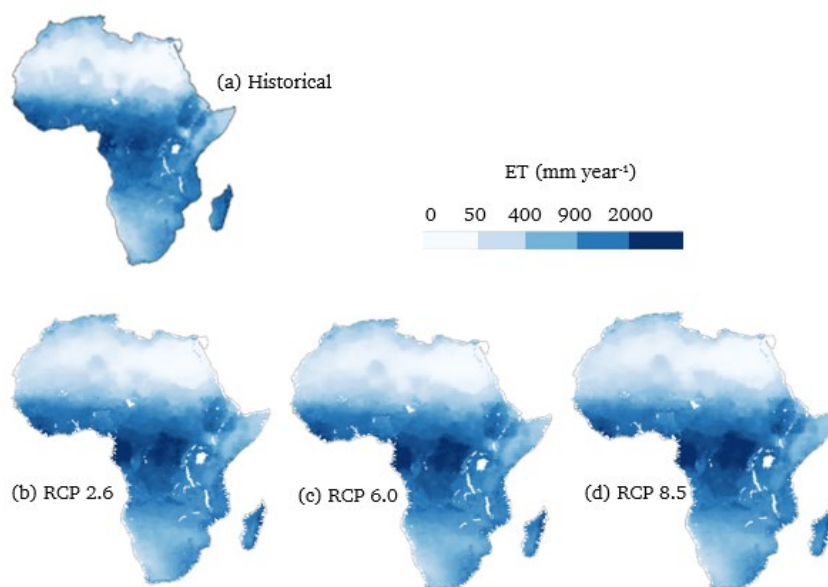 (a) Historical
ET (mm year-1)
0 50 400 900 2000
(b) RCP 2.6
(c) RCP 6.0
(d) RCP 8.5